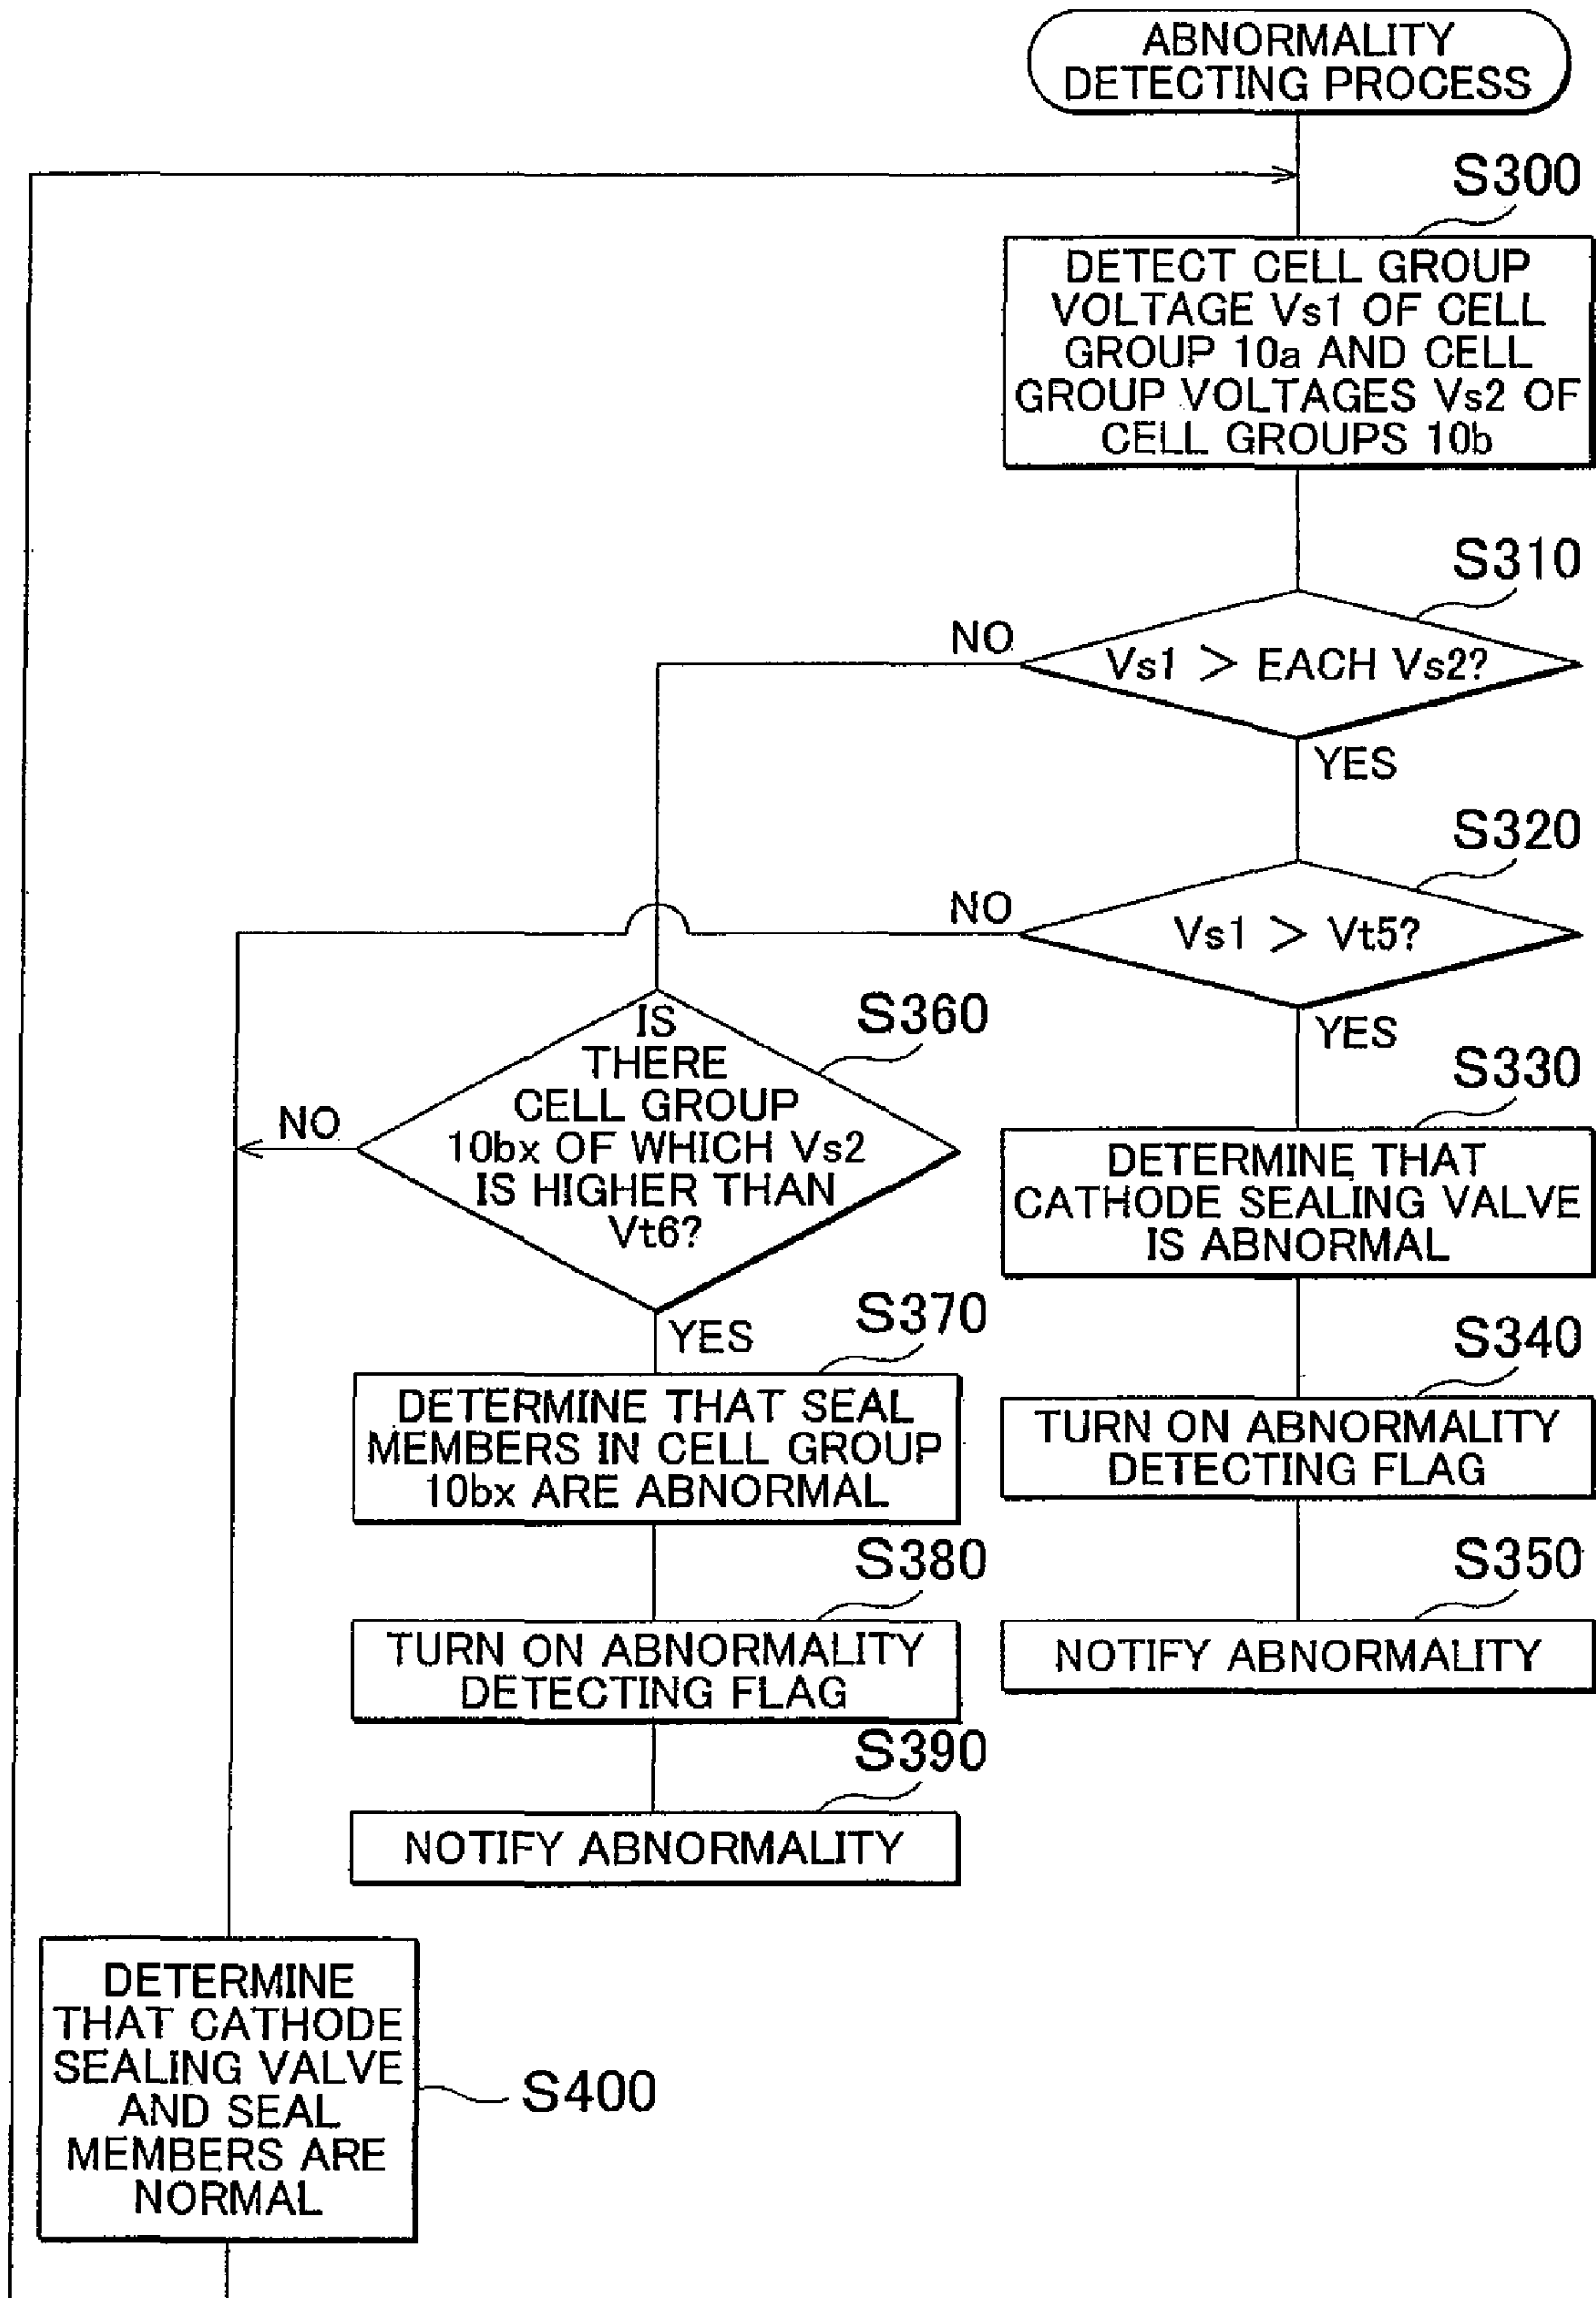 ABNORMALITY
DETECTING PROCESS
S300
DETECT CELL GROUP
VOLTAGE Vs1 OF CELL
GROUP 10a AND CELL
GROUP VOLTAGES Vs2 OF
CELL GROUPS 10b
S310
NO
Vs1 > EACH Vs2?
YES
S320
NO
Vs1 > Vt5?
YES
S360
IS
THERE
CELL GROUP
10bx OF WHICH Vs2
IS HIGHER THAN
Vt6?
NO
YES
S330
DETERMINE THAT
CATHODE SEALING VALVE
IS ABNORMAL
S370
DETERMINE THAT SEAL
MEMBERS IN CELL GROUP
10bx ARE ABNORMAL
S340
TURN ON ABNORMALITY
DETECTING FLAG
S380
TURN ON ABNORMALITY
DETECTING FLAG
S350
NOTIFY ABNORMALITY
S390
NOTIFY ABNORMALITY
DETERMINE
THAT CATHODE
SEALING VALVE
AND SEAL
MEMBERS ARE
NORMAL
S400